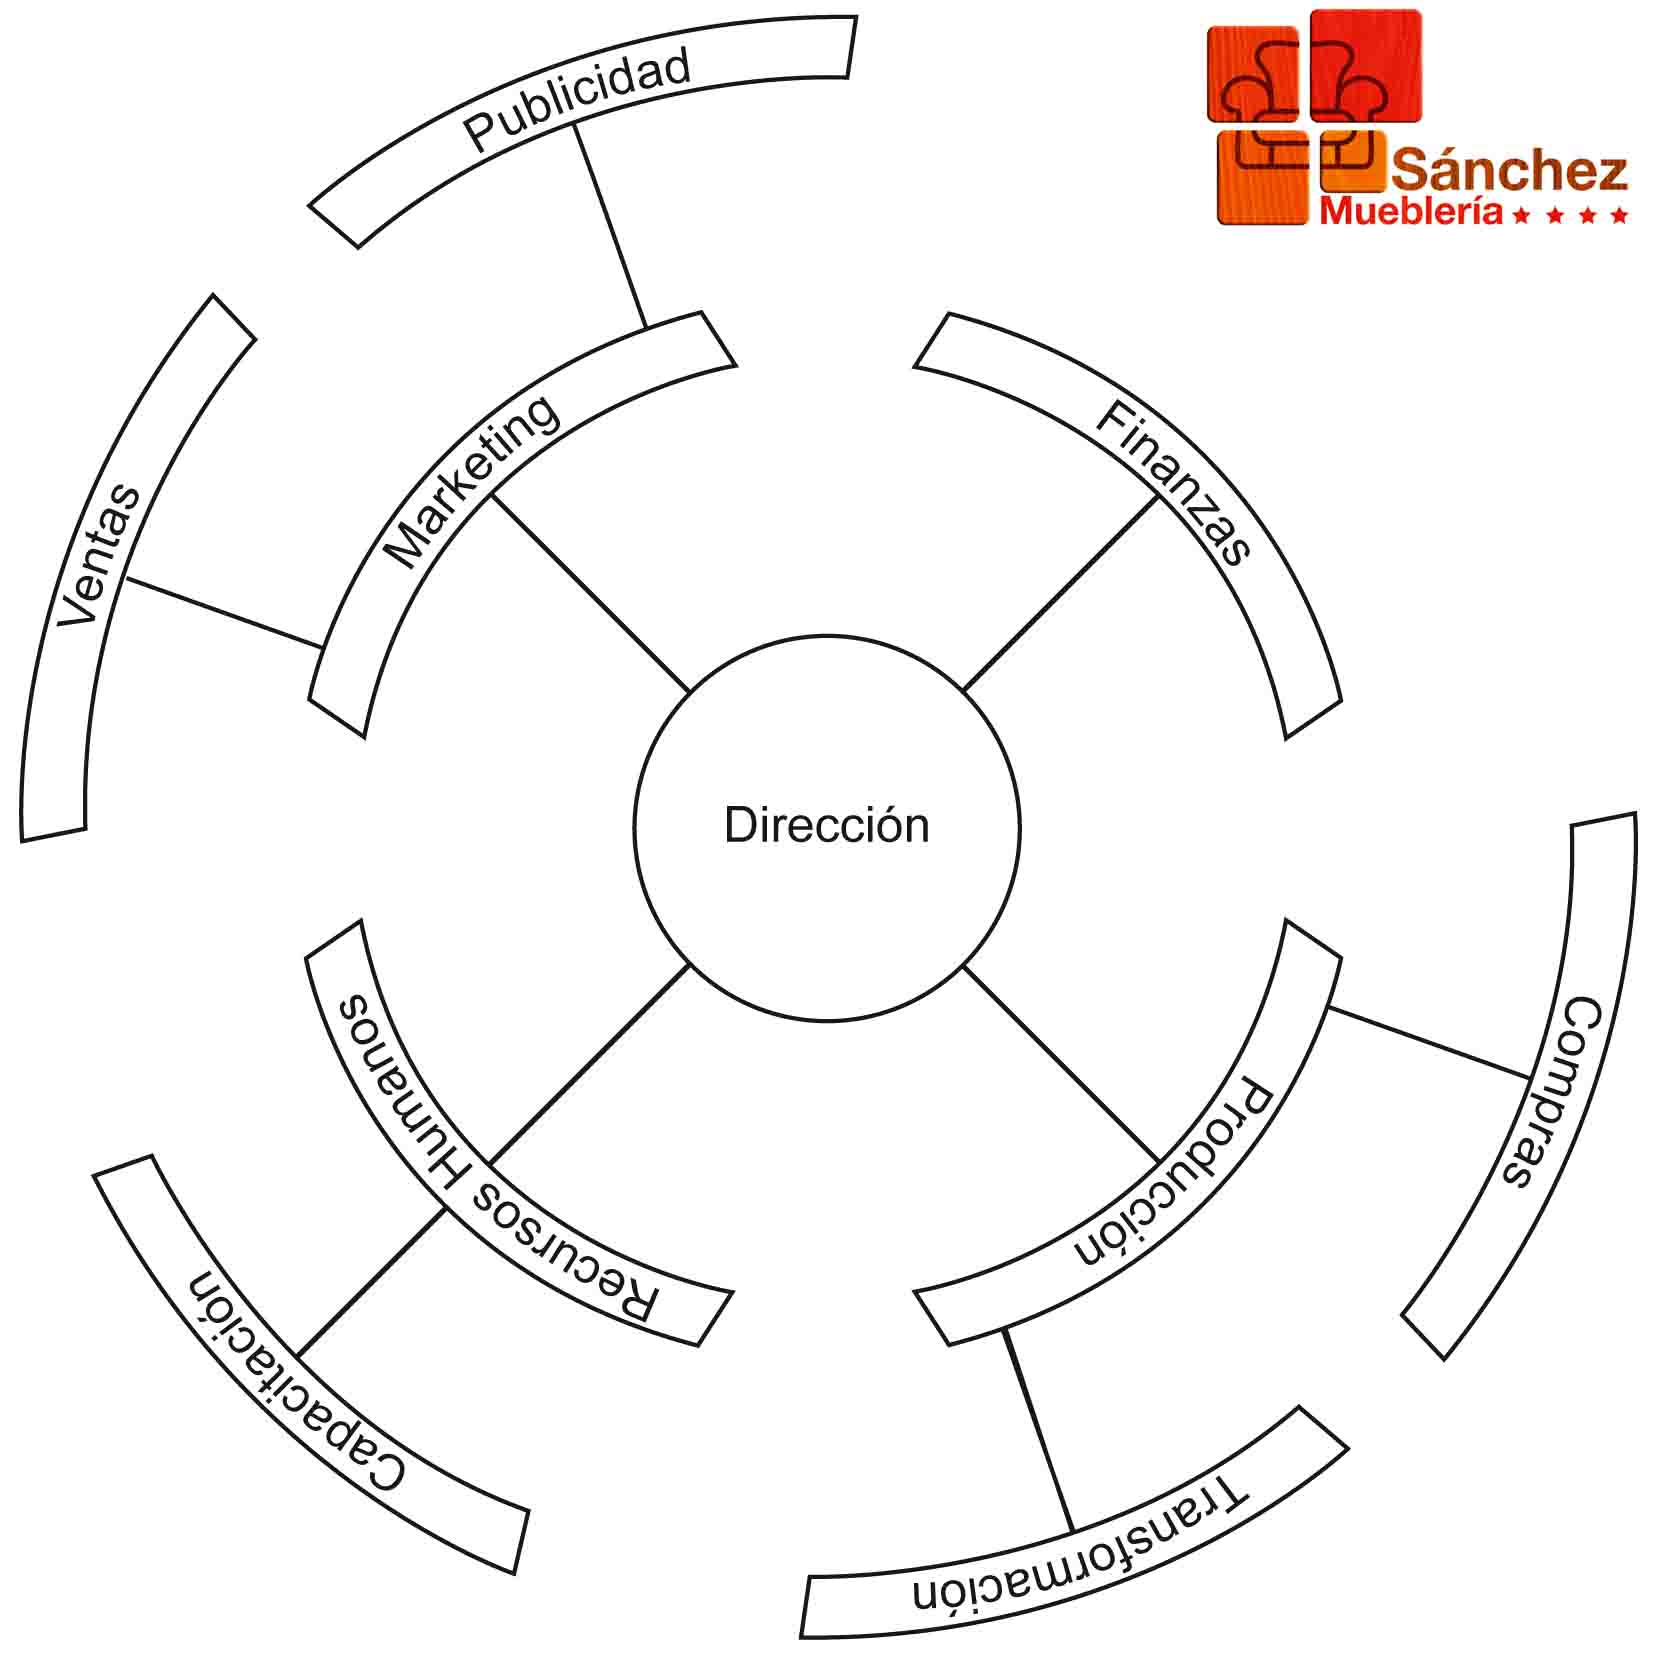 Sánchez
Mueblería
Publicidad
Ventas
Marketing
Finanzas
Dirección
Recursos Humanos
Producción
Compras
Capacitación
Transformación